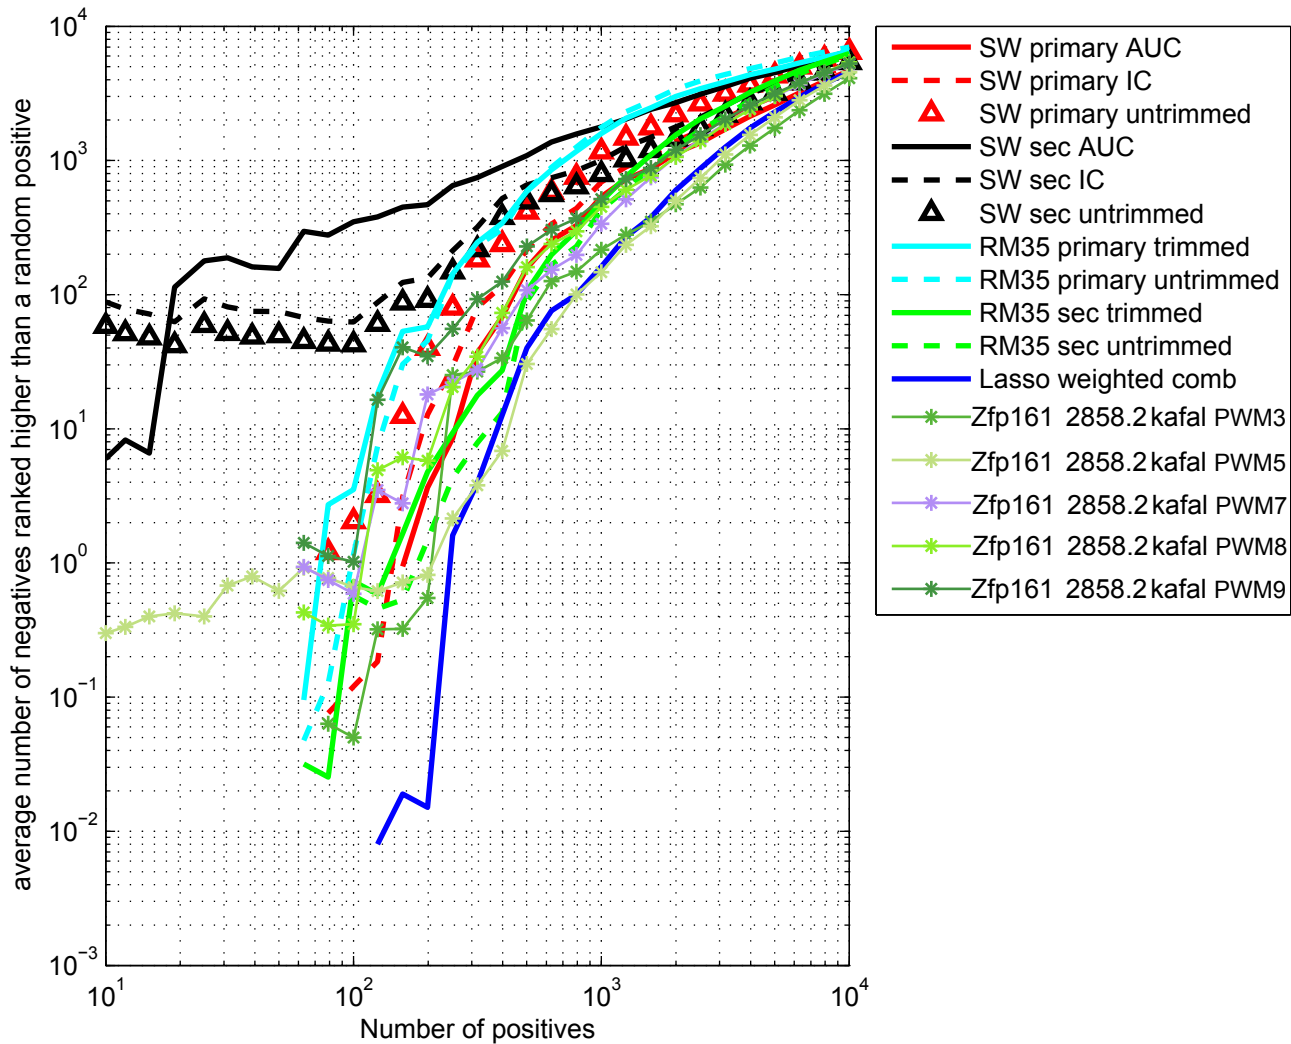 10^4
10^3
10^2
10^1
10^0
10^−1
10^−2
10^−3
average number of negatives ranked higher than a random positive
10^1
10^2
10^3
10^4
Number of positives
SW primary AUC
SW primary IC
SW primary untrimmed
SW sec AUC
SW sec IC
SW sec untrimmed
RM35 primary trimmed
RM35 primary untrimmed
RM35 sec trimmed
RM35 sec untrimmed
Lasso weighted comb
Zfp161 2858.2 kafal PWM3
Zfp161 2858.2 kafal PWM5
Zfp161 2858.2 kafal PWM7
Zfp161 2858.2 kafal PWM8
Zfp161 2858.2 kafal PWM9